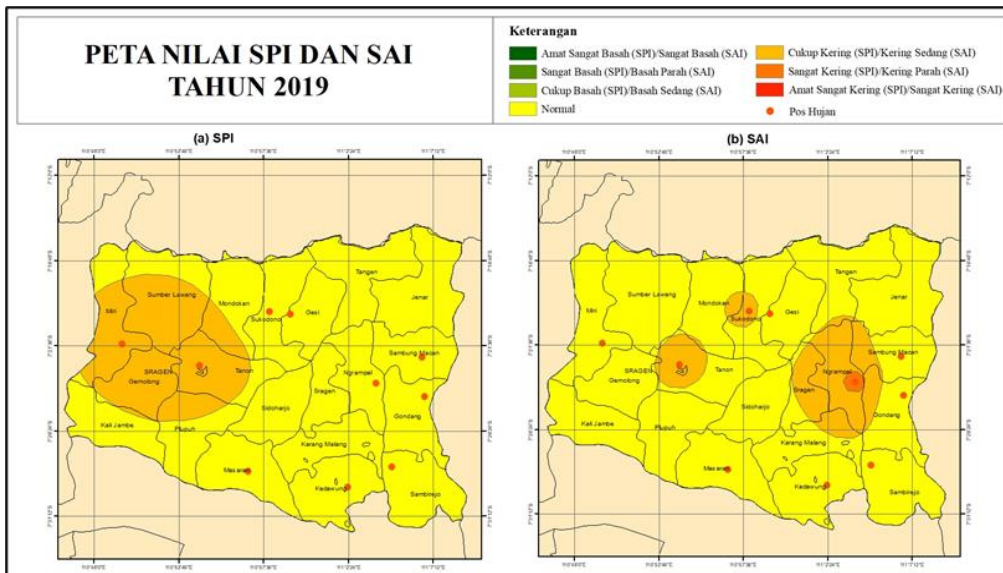 PETA NILAI SPI DAN SAI
TAHUN 2019
Keterangan
Amat Sangat Basah (SPI)/Sangat Basah (SAI)
Sangat Basah (SPI)/Basah Parah (SAI)
Cukup Basah (SPI)/Basah Sedang (SAI)
Normal
Cukup Kering (SPI)/Kering Sedang (SAI)
Sangat Kering (SPI)/Kering Parah (SAI)
Amat Sangat Kering (SPI)/Sangat Kering (SAI)
Pos Hujan
(a) SPI
Tangen
Sumber Lawang
Mondokan
Jenar
Miri
Sukodono
Gesi
Sambung Macan
SRAGEN
Tanon
Ngrampal
Gemolong
Sragen
Sidoharjo
Gondang
Kali Jambe
Plupuh
Karang Malang
Masaran
Kedawung
Sambirejo
(b) SAI
Tangen
Sumber Lawang
Mondokan
Jenar
Miri
Sukodono
Gesi
Sambung Macan
SRAGEN
Tanon
Ngrampal
Gemolong
Sragen
Sidoharjo
Gondang
Kali Jambe
Plupuh
Karang Malang
Masaran
Kedawung
Sambirejo